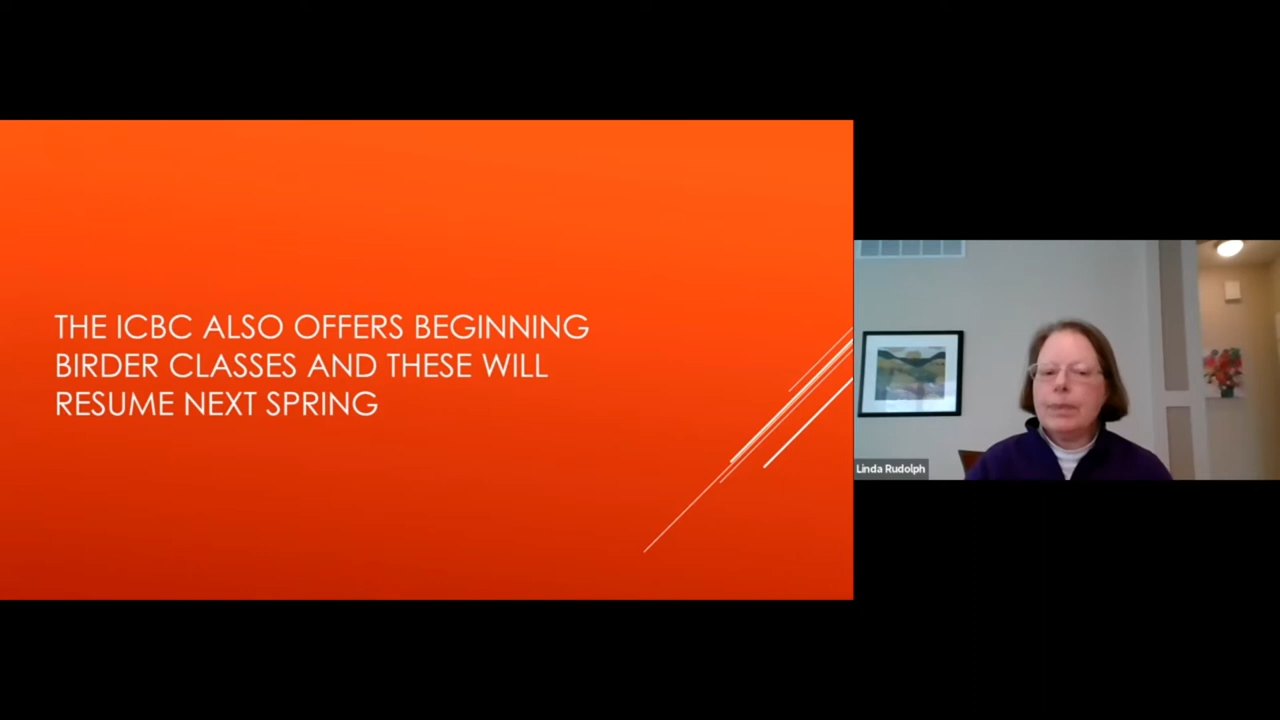 THE ICBC ALSO OFFERS BEGINNING
BIRDER CLASSES AND THESE WILL
RESUME NEXT SPRING
Linda Rudolph